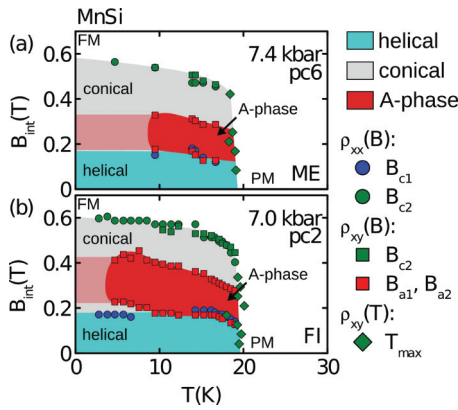 MnSi
(a)
FM
7.4 kbar
pc6
conical
A-phase
helical
PM
ME
0.6
0.4
0.2
0
B_int(T)
(b)
FM
7.0 kbar
pc2
conical
A-phase
helical
PM
FI
0.6
0.4
0.2
0
B_int(T)
0
10
20
30
T(K)
helical
conical
A-phase
ρ_xx(B):
B_c1
B_c2
ρ_xy(B):
B_c2
B_a1, B_a2
ρ_xy(T):
T_max